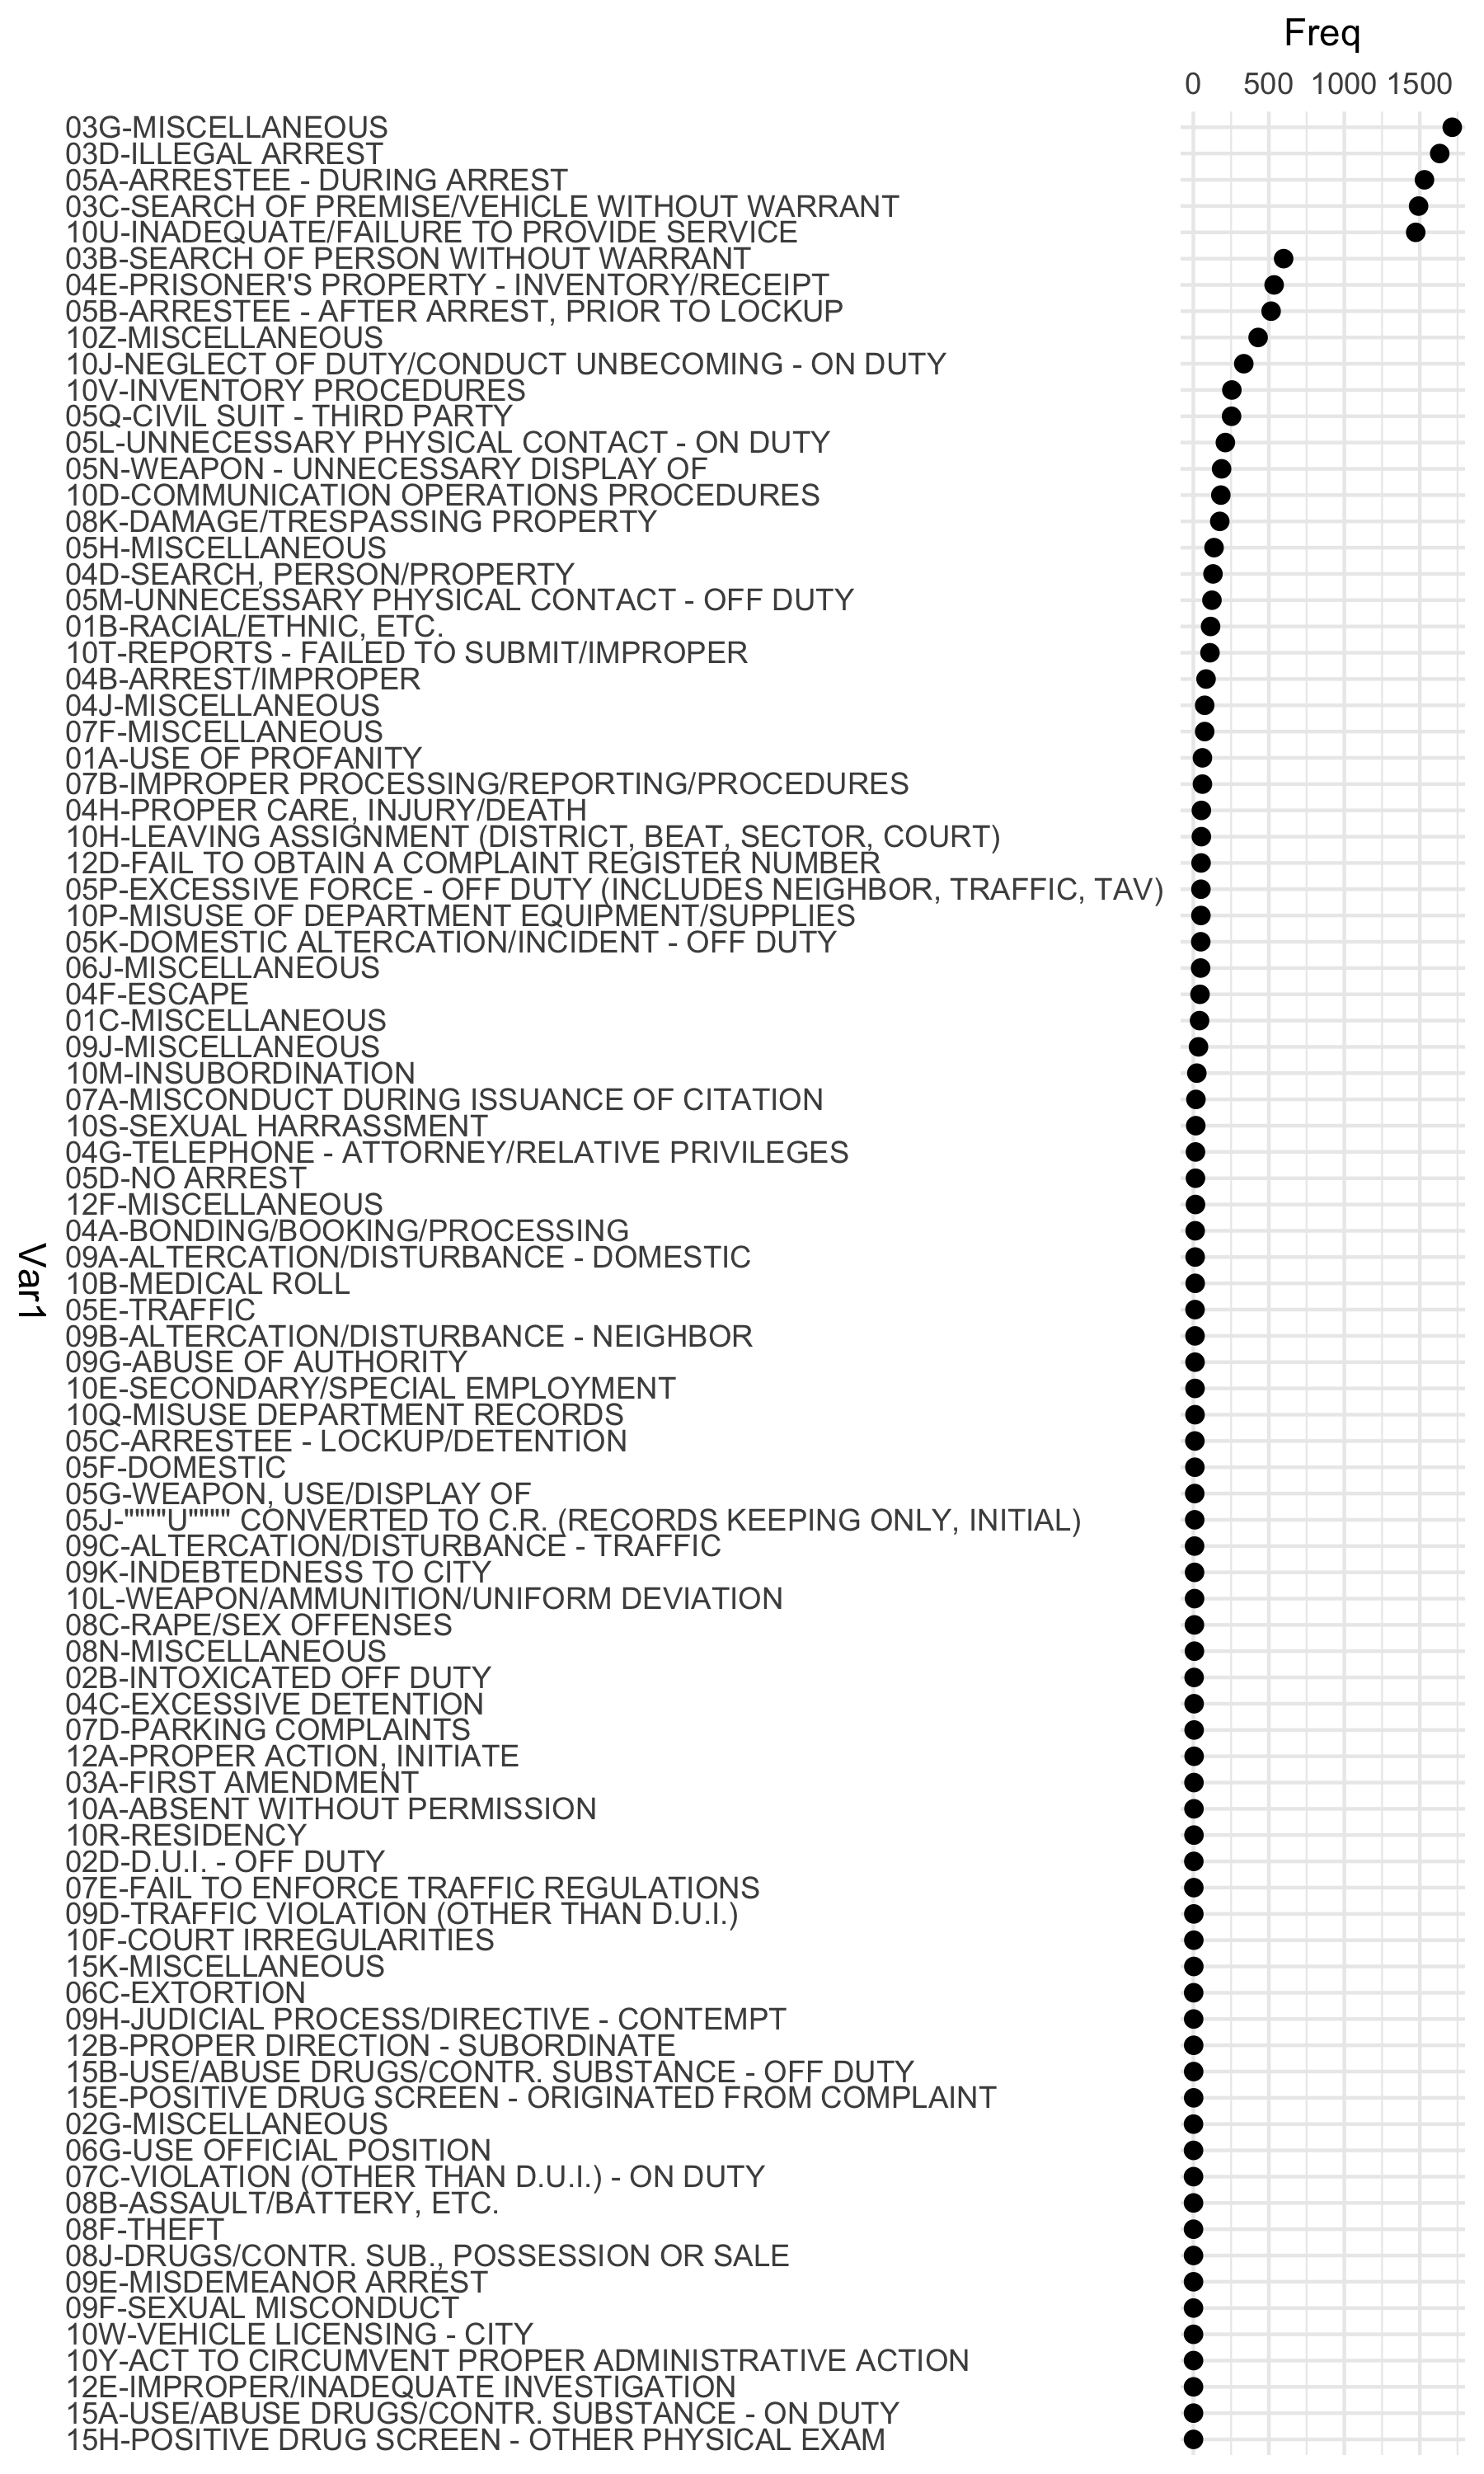 Freq
0 500 1000 1500
03G-MISCELLANEOUS
03D-ILLEGAL ARREST
05A-ARRESTEE - DURING ARREST
03C-SEARCH OF PREMISE/VEHICLE WITHOUT WARRANT
10U-INADEQUATE/FAILURE TO PROVIDE SERVICE
03B-SEARCH OF PERSON WITHOUT WARRANT
04E-PRISONER'S PROPERTY - INVENTORY/RECEIPT
05B-ARRESTEE - AFTER ARREST, PRIOR TO LOCKUP
10Z-MISCELLANEOUS
10J-NEGLECT OF DUTY/CONDUCT UNBECOMING - ON DUTY
10V-INVENTORY PROCEDURES
05Q-CIVIL SUIT - THIRD PARTY
05L-UNNECESSARY PHYSICAL CONTACT - ON DUTY
05N-WEAPON - UNNECESSARY DISPLAY OF
10D-COMMUNICATION OPERATIONS PROCEDURES
08K-DAMAGE/TRESPASSING PROPERTY
05H-MISCELLANEOUS
04D-SEARCH, PERSON/PROPERTY
05M-UNNECESSARY PHYSICAL CONTACT - OFF DUTY
01B-RACIAL/ETHNIC, ETC.
10T-REPORTS - FAILED TO SUBMIT/IMPROPER
04B-ARREST/IMPROPER
04J-MISCELLANEOUS
07F-MISCELLANEOUS
01A-USE OF PROFANITY
07B-IMPROPER PROCESSING/REPORTING/PROCEDURES
04H-PROPER CARE, INJURY/DEATH
10H-LEAVING ASSIGNMENT (DISTRICT, BEAT, SECTOR, COURT)
12D-FAIL TO OBTAIN A COMPLAINT REGISTER NUMBER
05P-EXCESSIVE FORCE - OFF DUTY (INCLUDES NEIGHBOR, TRAFFIC, TAV)
10P-MISUSE OF DEPARTMENT EQUIPMENT/SUPPLIES
05K-DOMESTIC ALTERCATION/INCIDENT - OFF DUTY
06J-MISCELLANEOUS
04F-ESCAPE
01C-MISCELLANEOUS
09J-MISCELLANEOUS
10M-INSUBORDINATION
07A-MISCONDUCT DURING ISSUANCE OF CITATION
10S-SEXUAL HARRASSMENT
04G-TELEPHONE - ATTORNEY/RELATIVE PRIVILEGES
05D-NO ARREST
12F-MISCELLANEOUS
04A-BONDING/BOOKING/PROCESSING
09A-ALTERCATION/DISTURBANCE - DOMESTIC
10B-MEDICAL ROLL
05E-TRAFFIC
09B-ALTERCATION/DISTURBANCE - NEIGHBOR
09G-ABUSE OF AUTHORITY
10E-SECONDARY/SPECIAL EMPLOYMENT
10Q-MISUSE DEPARTMENT RECORDS
05C-ARRESTEE - LOCKUP/DETENTION
05F-DOMESTIC
05G-WEAPON, USE/DISPLAY OF
05J-""""U"""" CONVERTED TO C.R. (RECORDS KEEPING ONLY, INITIAL)
09C-ALTERCATION/DISTURBANCE - TRAFFIC
09K-INDEBTEDNESS TO CITY
10L-WEAPON/AMMUNITION/UNIFORM DEVIATION
08C-RAPE/SEX OFFENSES
08N-MISCELLANEOUS
02B-INTOXICATED OFF DUTY
04C-EXCESSIVE DETENTION
07D-PARKING COMPLAINTS
12A-PROPER ACTION, INITIATE
03A-FIRST AMENDMENT
10A-ABSENT WITHOUT PERMISSION
10R-RESIDENCY
02D-D.U.I. - OFF DUTY
07E-FAIL TO ENFORCE TRAFFIC REGULATIONS
09D-TRAFFIC VIOLATION (OTHER THAN D.U.I.)
10F-COURT IRREGULARITIES
15K-MISCELLANEOUS
06C-EXTORTION
09H-JUDICIAL PROCESS/DIRECTIVE - CONTEMPT
12B-PROPER DIRECTION - SUBORDINATE
15B-USE/ABUSE DRUGS/CONTR. SUBSTANCE - OFF DUTY
15E-POSITIVE DRUG SCREEN - ORIGINATED FROM COMPLAINT
02G-MISCELLANEOUS
06G-USE OFFICIAL POSITION
07C-VIOLATION (OTHER THAN D.U.I.) - ON DUTY
08B-ASSAULT/BATTERY, ETC.
08F-THEFT
08J-DRUGS/CONTR. SUB., POSSESSION OR SALE
09E-MISDEMEANOR ARREST
09F-SEXUAL MISCONDUCT
10W-VEHICLE LICENSING - CITY
10Y-ACT TO CIRCUMVENT PROPER ADMINISTRATIVE ACTION
12E-IMPROPER/INADEQUATE INVESTIGATION
15A-USE/ABUSE DRUGS/CONTR. SUBSTANCE - ON DUTY
15H-POSITIVE DRUG SCREEN - OTHER PHYSICAL EXAM
Var1